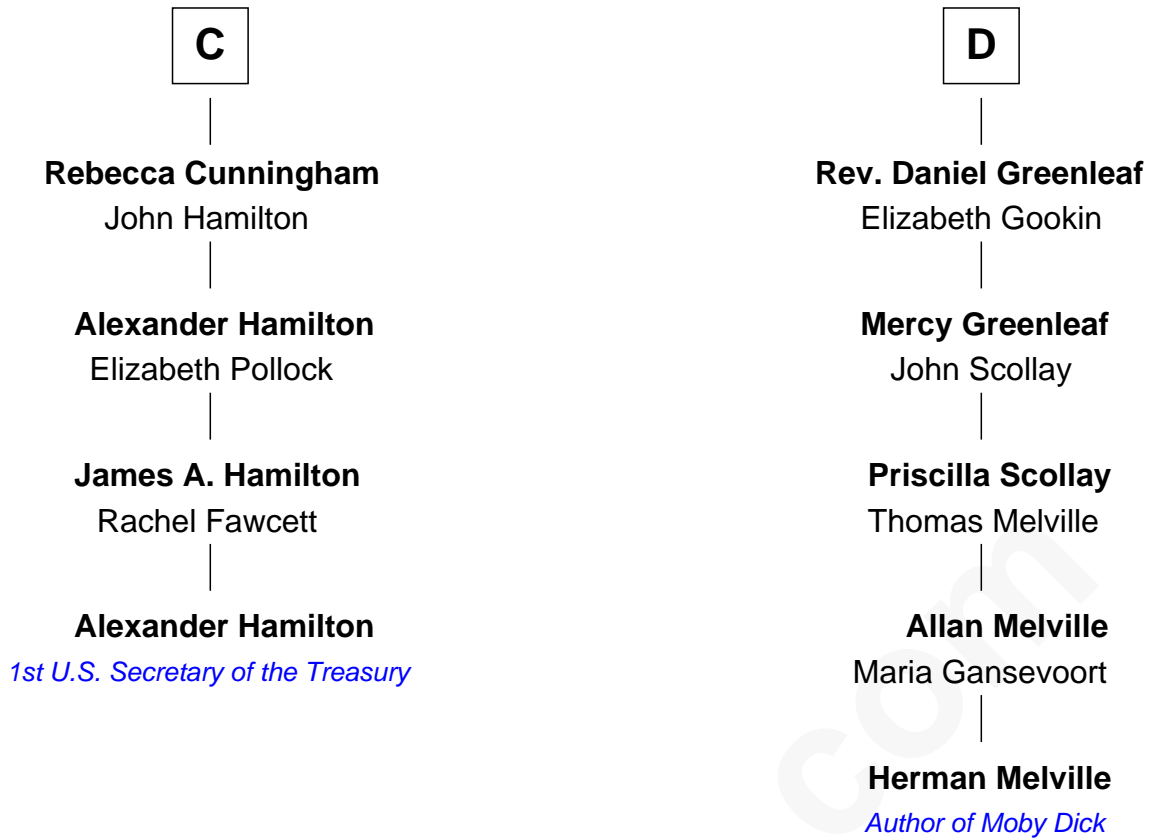 C
Rebecca Cunningham
John Hamilton
Alexander Hamilton
Elizabeth Pollock
James A. Hamilton
Rachel Fawcett
Alexander Hamilton
1st U.S. Secretary of the Treasury
D
Rev. Daniel Greenleaf
Elizabeth Gookin
Mercy Greenleaf
John Scollay
Priscilla Scollay
Thomas Melville
Allan Melville
Maria Gansevoort
Herman Melville
Author of Moby Dick
com